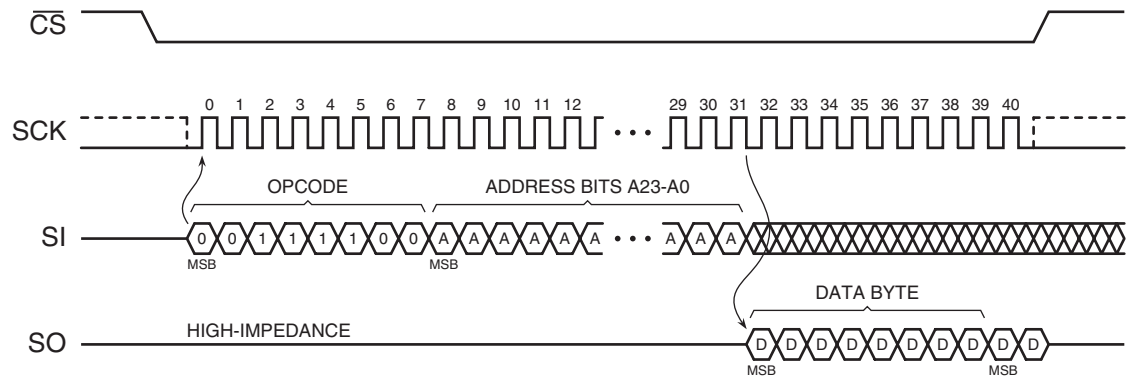 CS
0 1 2 3 4 5 6 7 8 9 10 11 12 29 30 31 32 33 34 35 36 37 38 39 40
SCK
OPCODE ADDRESS BITS A23-A0
SI 0 0 1 1 1 1 0 0 A A A A A A A A A
MSB MSB
DATA BYTE
HIGH-IMPEDANCE
SO D D D D D D D D D D
MSB MSB